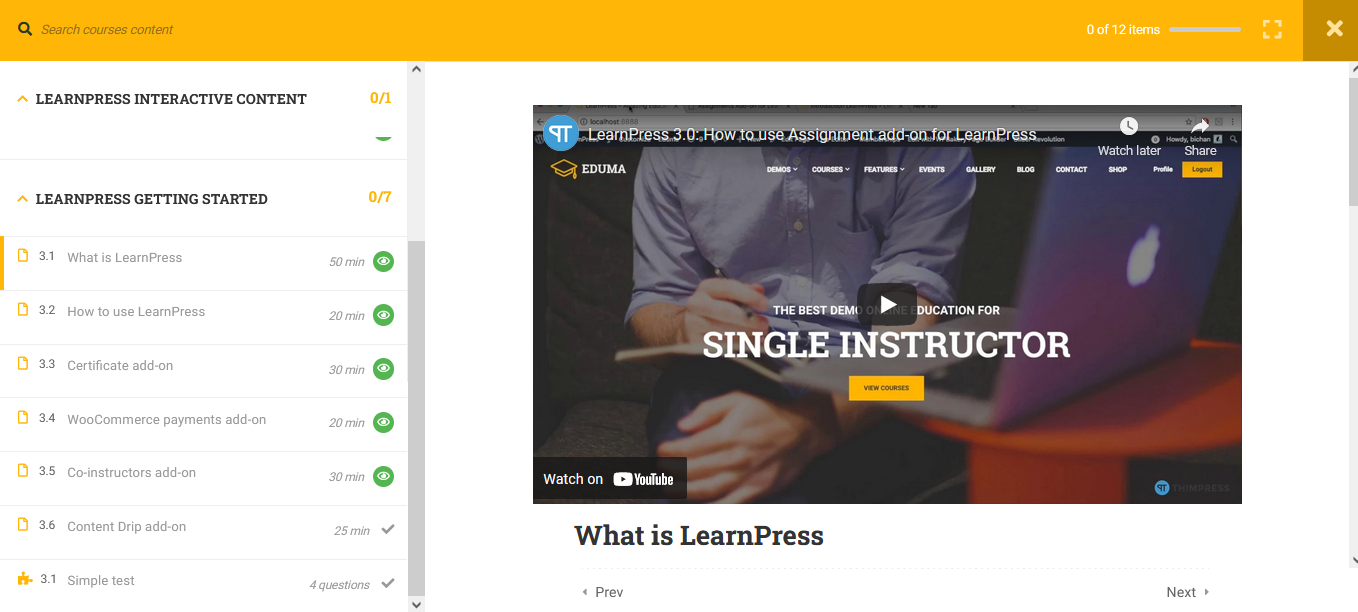 Search courses content
0 of 12 items
LEARNPRESS INTERACTIVE CONTENT 0/1
LEARNPRESS GETTING STARTED 0/7
3.1 What is LearnPress 50 min
3.2 How to use LearnPress 20 min
3.3 Certificate add-on 30 min
3.4 WooCommerce payments add-on 20 min
3.5 Co-instructors add-on 30 min
3.6 Content Drip add-on 25 min
3.1 Simple test 4 questions
localhost:8888
LearnPress 3.0: How to use Assignment add-on for LearnPress
Howdy, bichan
Watch later Share
EDUMA
DEMOS COURSES FEATURES EVENTS GALLERY BLOG CONTACT SHOP Profile Logout
THE BEST DEMO ONLINE EDUCATION FOR
SINGLE INSTRUCTOR
VIEW COURSES
Watch on YouTube
THIMPRESS
What is LearnPress
Prev Next